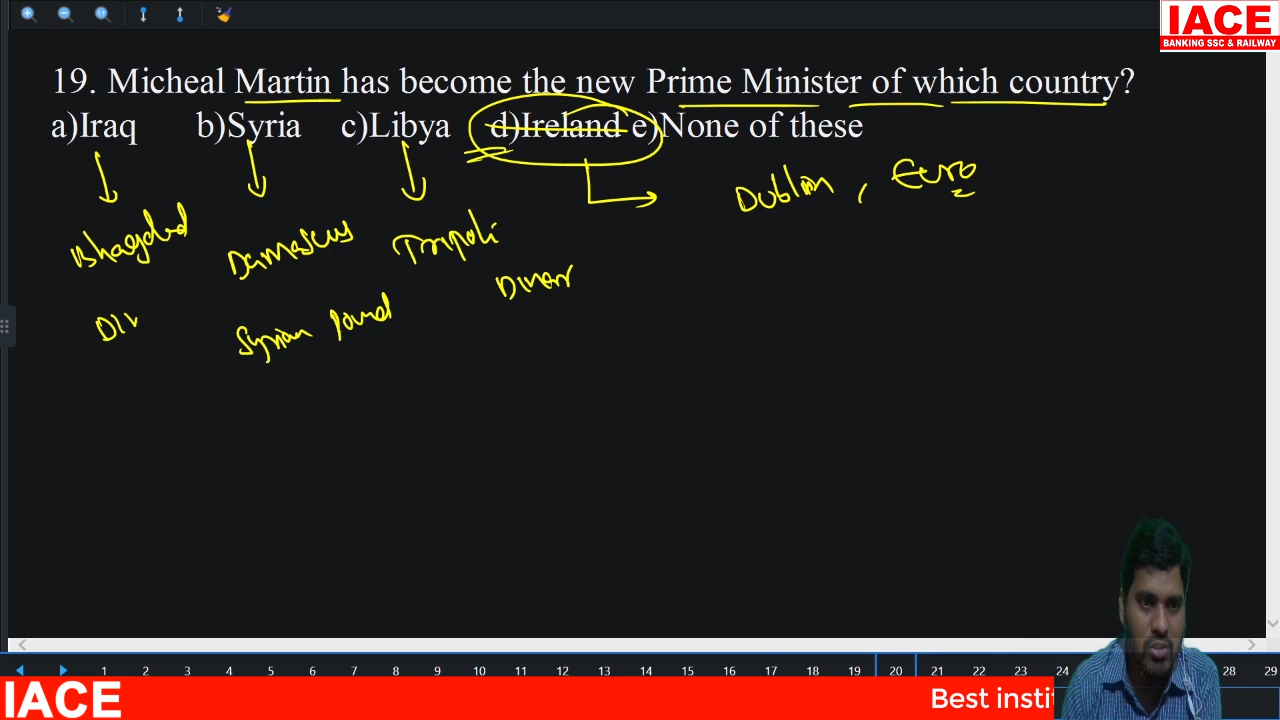 IACE
BANKING SSC & RAILWAY
19. Micheal Martin has become the new Prime Minister of which country?
a)Iraq b)Syria c)Libya d)Ireland e)None of these
Dublin , Euro
Bhagdad Damascus Tripoli
Dinar
Din Syrian pound
1 2 3 4 5 6 7 8 9 10 11 12 13 14 15 16 17 18 19 20 21 22 23 24 28 29
IACE Best instit